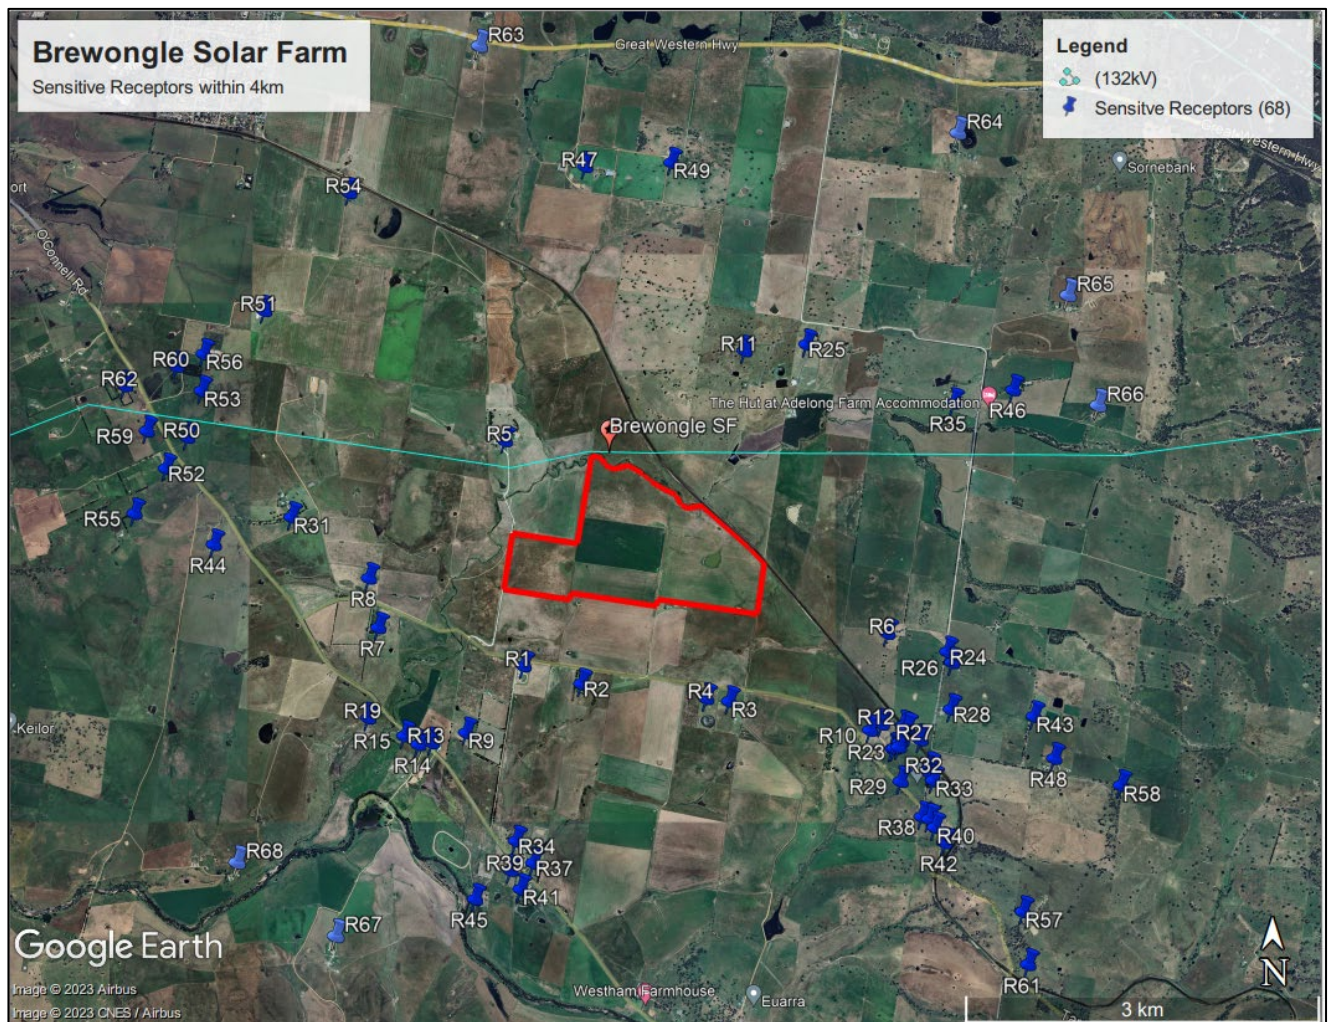 Brewongle Solar Farm
Sensitive Receptors within 4km
Legend
(132kV)
Sensitve Receptors (68)
R63
Great Western Hwy
R64
Great Western Hwy
R47
R49
Sornebank
R54
ort
O'Connell Rd
R65
R51
R11
R25
R60
R56
R62
R53
The Hut at Adelong Farm Accommodation
R46
R66
R35
R59
R50
R5
Brewongle SF
R52
R55
R31
R44
R8
R7
R6
R26
R24
R1
R2
R4
R3
R28
R43
R19
R15
R13
R9
R12
R10
R27
R23
Keilor
R14
R32
R48
R29
R33
R58
R38
R40
R34
R42
R68
R39
R37
R41
R45
R57
R67
Google Earth
R61
N
Image © 2023 Airbus
Westham Farmhouse
Euarra
3 km
Image © 2023 CNES / Airbus